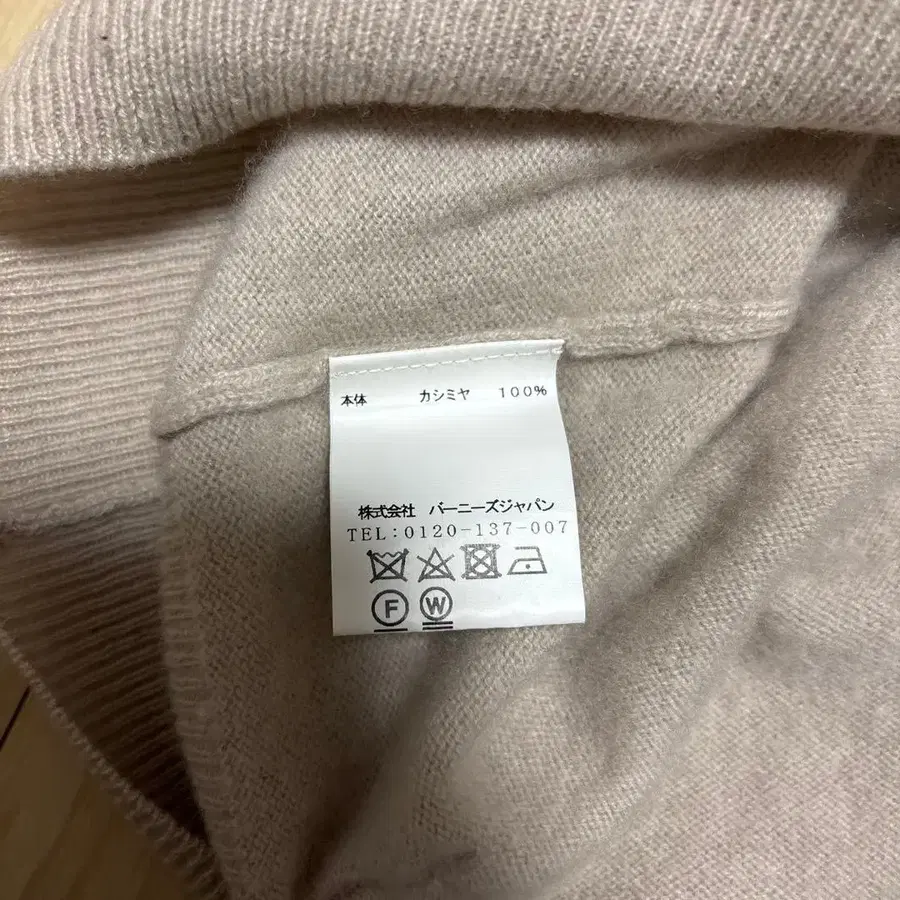 本体 カシミヤ 100%
株式会社 バーニーズジャパン
TEL:0120-137-007
F W